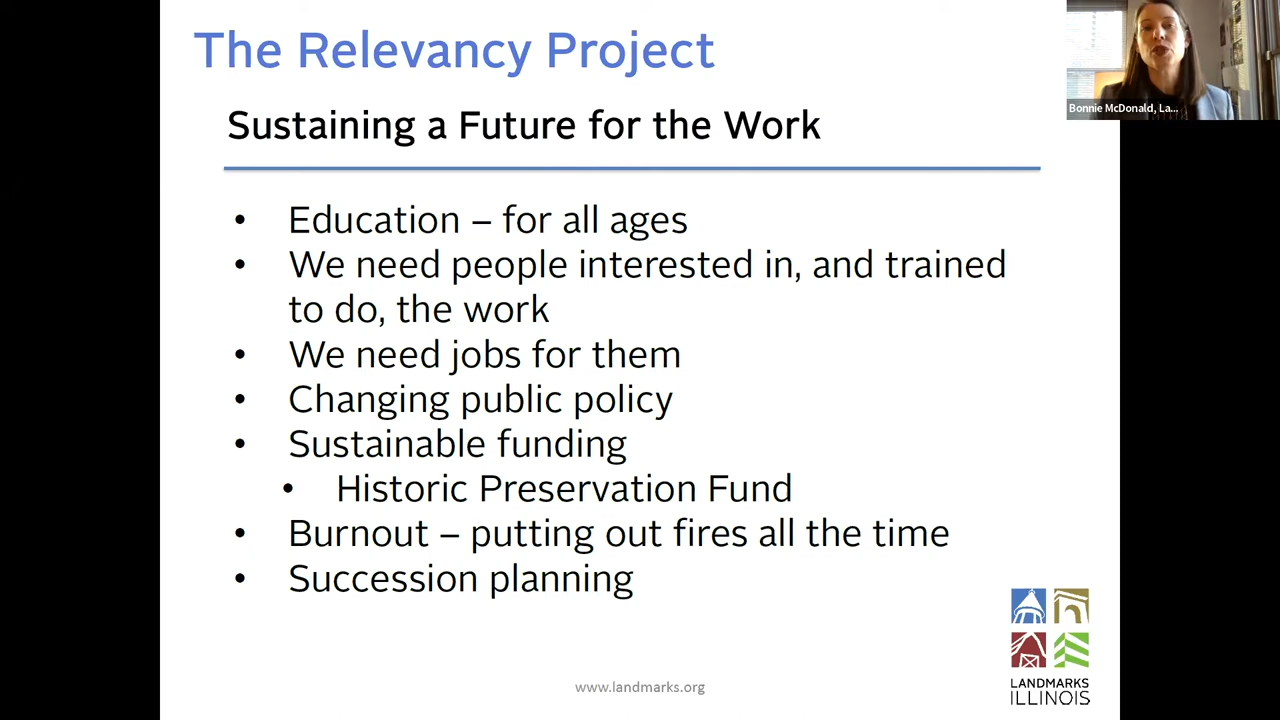 The Relevancy Project
Bonnie McDonald, La...
Sustaining a Future for the Work
• Education – for all ages
• We need people interested in, and trained
to do, the work
• We need jobs for them
• Changing public policy
• Sustainable funding
• Historic Preservation Fund
• Burnout – putting out fires all the time
• Succession planning
LANDMARKS
ILLINOIS
www.landmarks.org